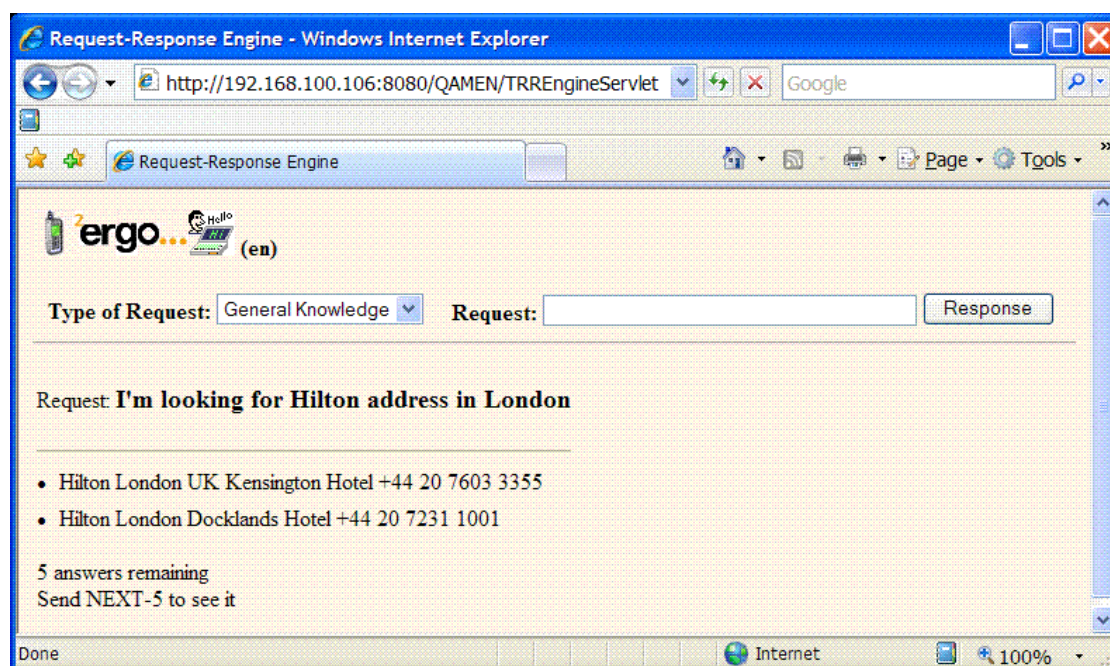 Request-Response Engine - Windows Internet Explorer
http://192.168.100.106:8080/QAMEN/TRREngineServlet Google
Request-Response Engine Page Tools »
2 ergo... Hello HI (en)
Type of Request: General Knowledge Request: Response
Request: I'm looking for Hilton address in London
• Hilton London UK Kensington Hotel +44 20 7603 3355
• Hilton London Docklands Hotel +44 20 7231 1001
5 answers remaining
Send NEXT-5 to see it
Done Internet 100%